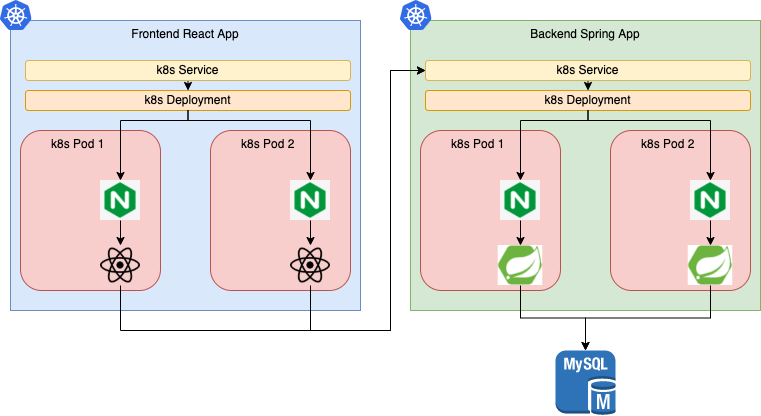 Frontend React App
k8s Service
k8s Deployment
k8s Pod 1
k8s Pod 2
N
N
Backend Spring App
k8s Service
k8s Deployment
k8s Pod 1
k8s Pod 2
N
N
MySQL
M